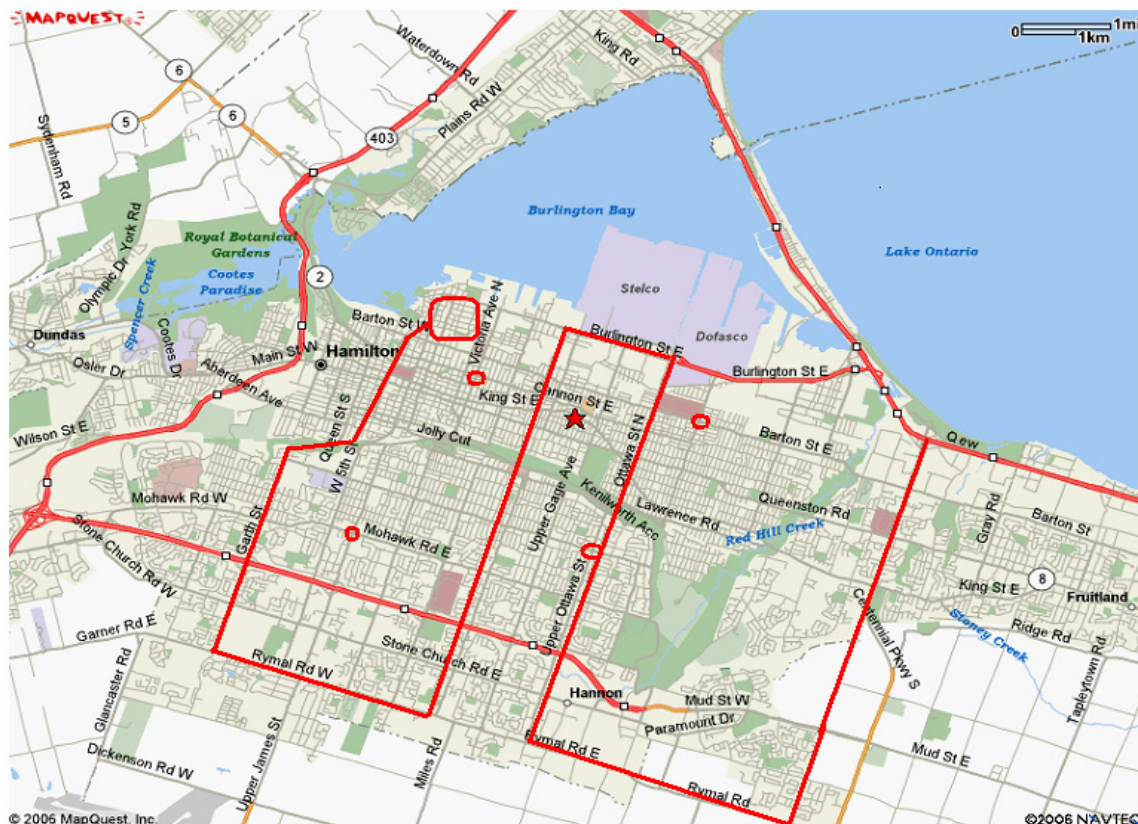 MAPQUEST
1mi
0 1km
King Rd
Waterdown Rd
6
Plains Rd W
5
6
403
Sydenham Rd
Burlington Bay
York Rd
Royal Botanical
Gardens
Lake Ontario
Olympic Dr
Cootes
Paradise
2
Spencer Creek
Stelco
Victoria Ave N
Barton St W
Burlington St E
Dofasco
Dundas
Cootes Dr
Main St W
Hamilton
Burlington St E
Osler Dr
Aberdeen Ave
King St E
Cannon St E
Queen St S
Jolly Cut
Ottawa St N
Barton St E
Qew
Wilson St E
W 5th St
Upper Gage Ave
Kenilworth Acc
Mohawk Rd W
Lawrence Rd
Queenston Rd
Gray Rd
Barton St
Garth St
Mohawk Rd E
Red Hill Creek
Stone Church Rd W
Upper Ottawa St
King St E
8
Centennial Pkwy S
Fruitland
Garner Rd E
Stoney Creek
Ridge Rd
Rymal Rd W
Stone Church Rd E
Glancaster Rd
Hannon
Mud St W
Tapleytown Rd
Paramount Dr
Upper James St
Miles Rd
Rymal Rd E
Mud St E
Dickenson Rd W
Rymal Rd
© 2006 MapQuest, Inc.
©2006 NAVTEQ